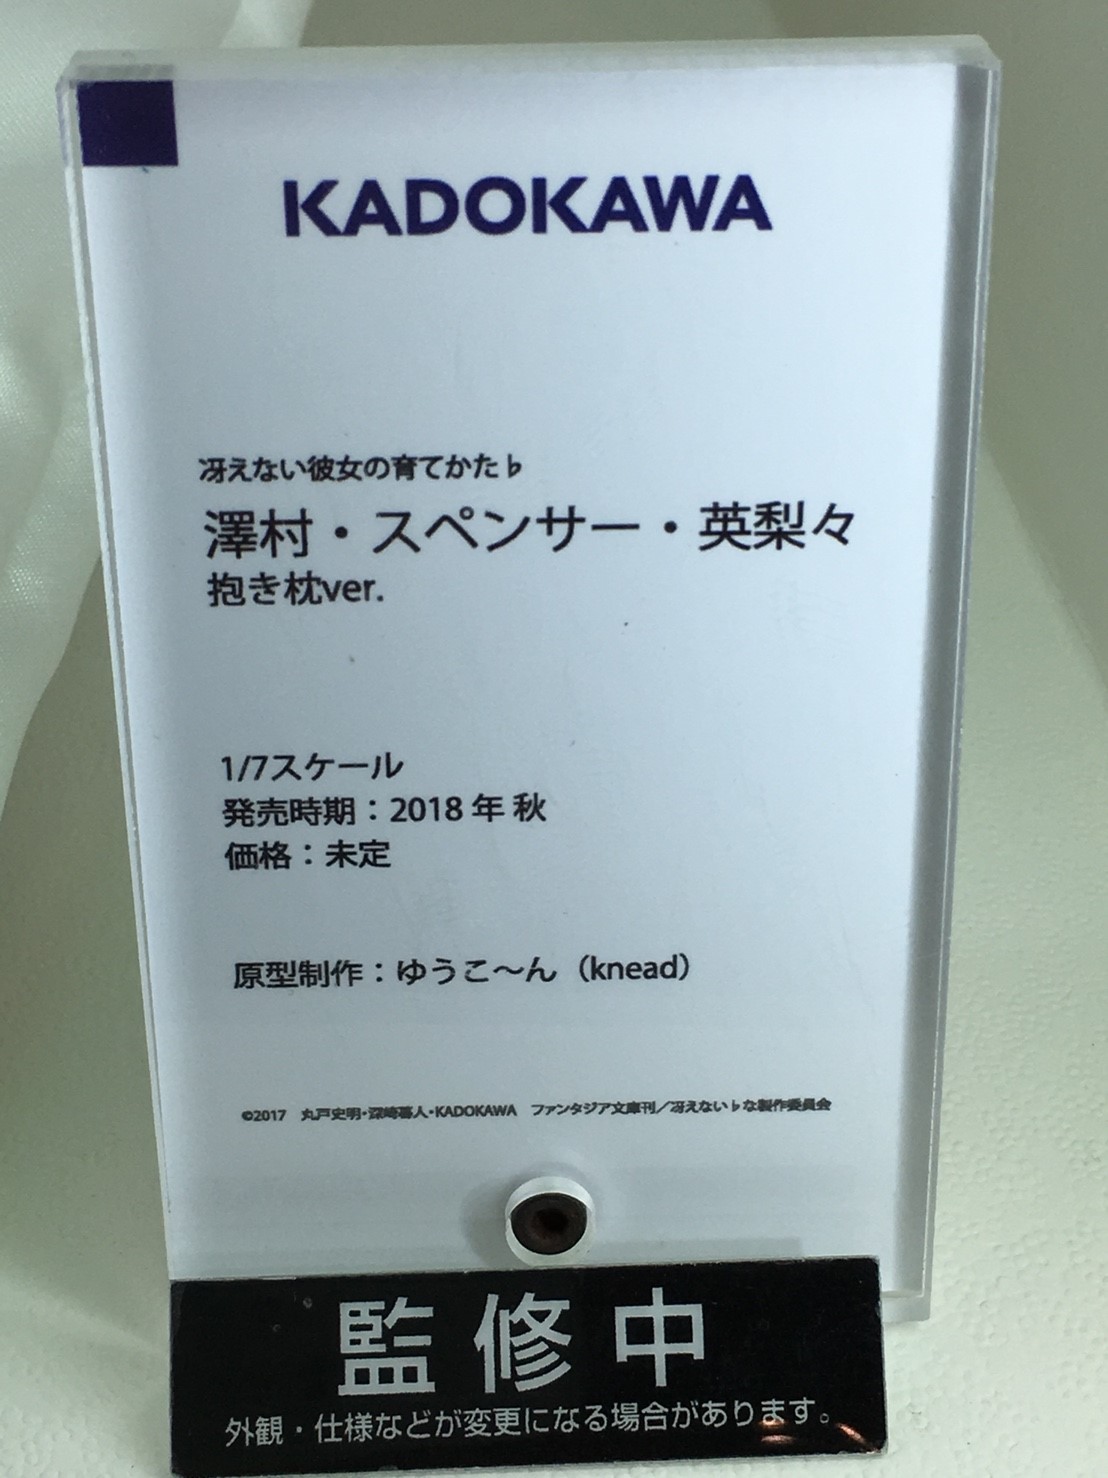 KADOKAWA
冴えない彼女の育てかた♭
澤村・スペンサー・英梨々
抱き枕ver.
1/7スケール
発売時期：2018 年 秋
価格：未定
原型制作：ゆうこ～ん（knead）
©2017　丸戸史明・深崎暮人・KADOKAWA　ファンタジア文庫刊／冴えない♭な製作委員会
監修中
外観・仕様などが変更になる場合があります。